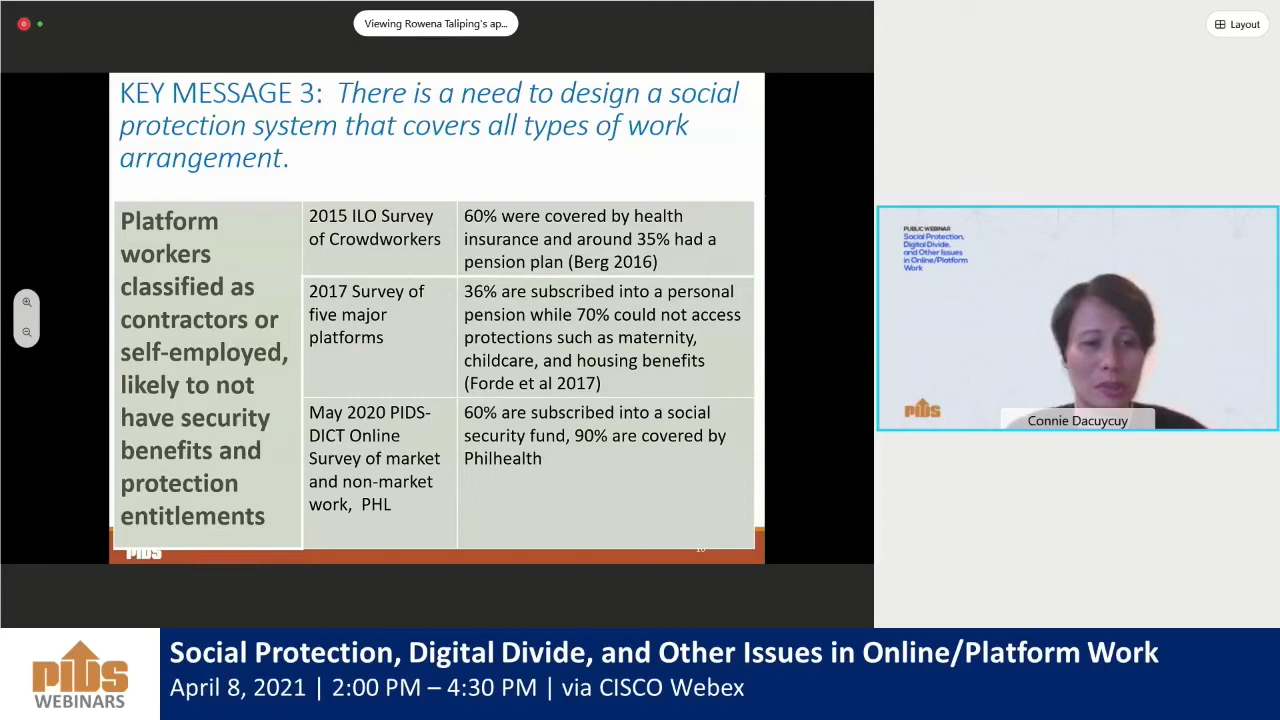 Viewing Rowena Taliping's ap...
Layout
KEY MESSAGE 3: There is a need to design a social
protection system that covers all types of work
arrangement.
Platform
workers
classified as
contractors or
self-employed,
likely to not
have security
benefits and
protection
entitlements
2015 ILO Survey
of Crowdworkers
60% were covered by health
insurance and around 35% had a
pension plan (Berg 2016)
2017 Survey of
five major
platforms
36% are subscribed into a personal
pension while 70% could not access
protections such as maternity,
childcare, and housing benefits
(Forde et al 2017)
May 2020 PIDS-
DICT Online
Survey of market
and non-market
work, PHL
60% are subscribed into a social
security fund, 90% are covered by
Philhealth
PIDS
PUBLIC WEBINAR
Social Protection,
Digital Divide,
and Other Issues
in Online/Platform
Work
PIDS
Connie Dacuycuy
PIDS
WEBINARS
Social Protection, Digital Divide, and Other Issues in Online/Platform Work
April 8, 2021 | 2:00 PM – 4:30 PM | via CISCO Webex